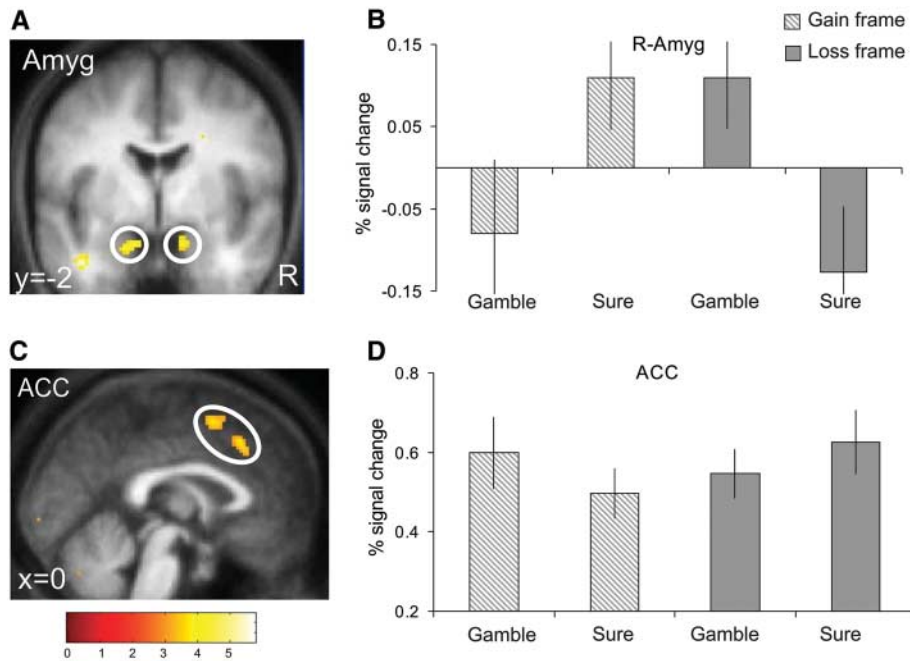 A
Amyg
y=-2
R
B
Gain frame
Loss frame
R-Amyg
% signal change
0.15
0.05
-0.05
-0.15
Gamble Sure Gamble Sure
C
ACC
x=0
0 1 2 3 4 5
D
ACC
% signal change
0.8
0.6
0.4
0.2
Gamble Sure Gamble Sure